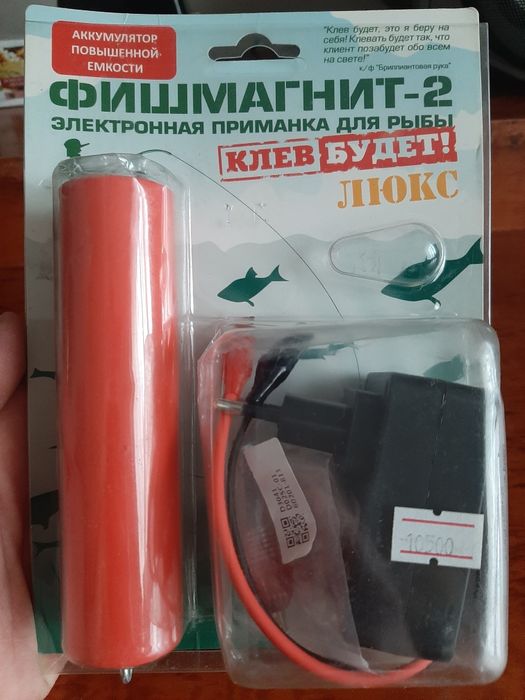 АККУМУЛЯТОР
ПОВЫШЕННОЙ
ЕМКОСТИ
"Клев будет, это я беру на
себя! Клевать будет так, что
клиент позабудет обо всем
на свете!"
к/ф "Бриллиантовая рука"
ФИШМАГНИТ-2
ЭЛЕКТРОННАЯ ПРИМАНКА ДЛЯ РЫБЫ
КЛЕВ БУДЕТ!
ЛЮКС
10500